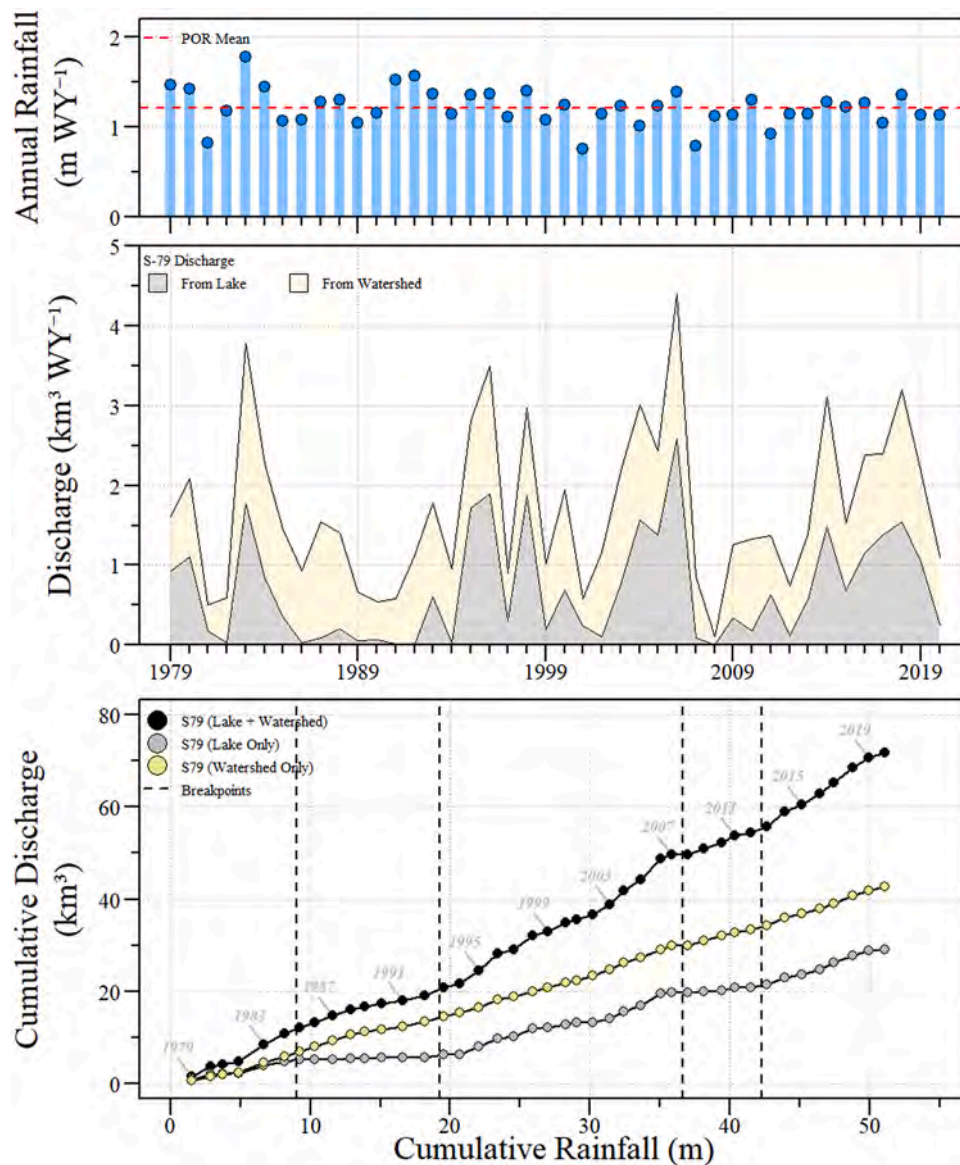 Annual Rainfall
(m WY⁻¹)
POR Mean
2
1
0
Discharge (km³ WY⁻¹)
S-79 Discharge
From Lake
From Watershed
5
4
3
2
1
0
1979
1989
1999
2009
2019
Cumulative Discharge
(km³)
S79 (Lake + Watershed)
S79 (Lake Only)
S79 (Watershed Only)
Breakpoints
80
60
40
20
0
1979
1983
1987
1991
1995
1999
2003
2007
2011
2015
2019
0
10
20
30
40
50
Cumulative Rainfall (m)